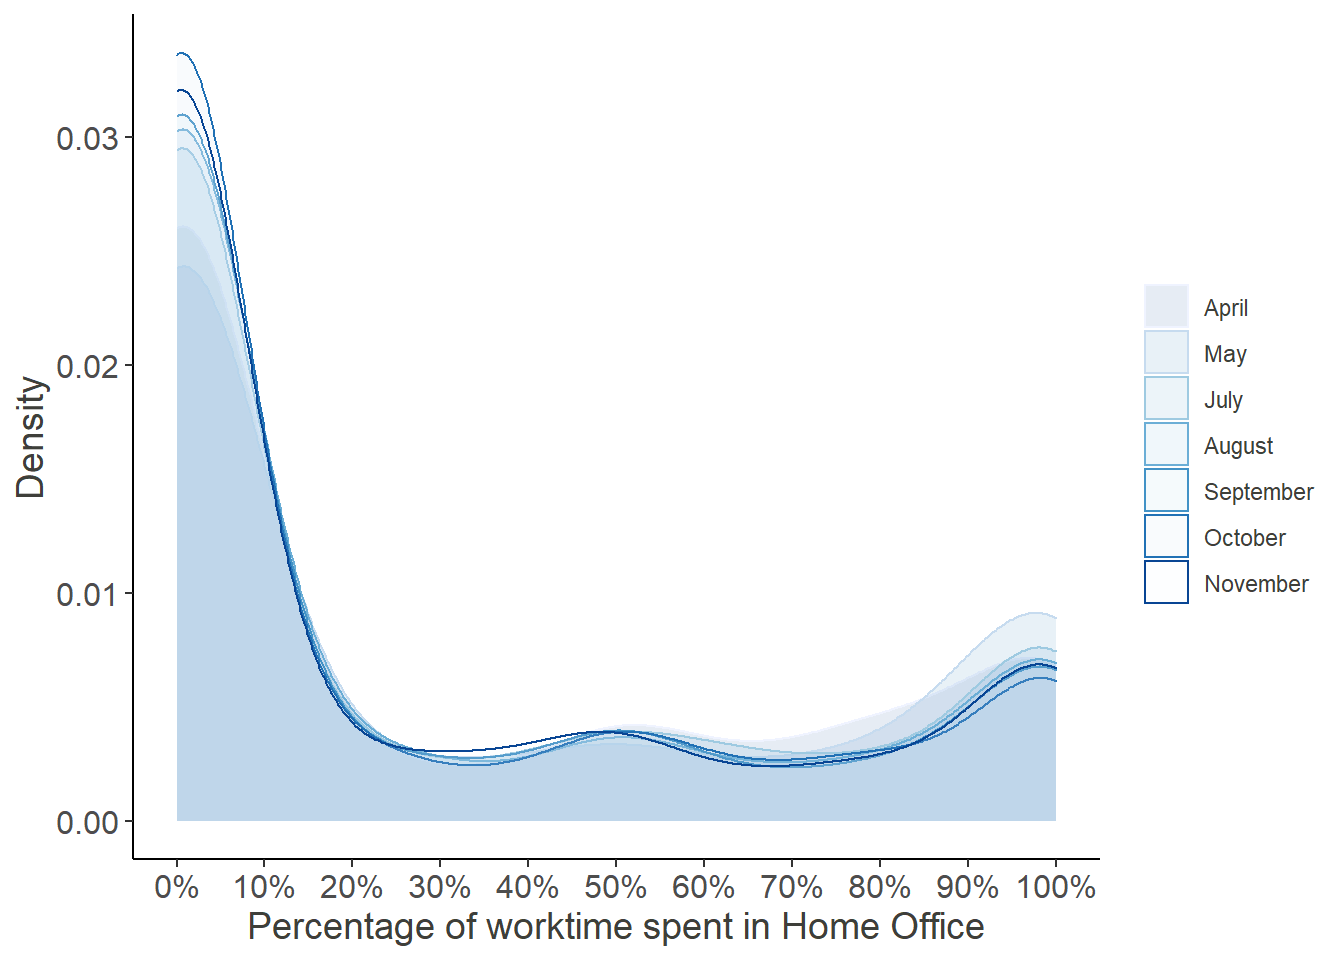 0.03
0.02
0.01
0.00
Density
0% 10% 20% 30% 40% 50% 60% 70% 80% 90% 100%
Percentage of worktime spent in Home Office
April
May
July
August
September
October
November